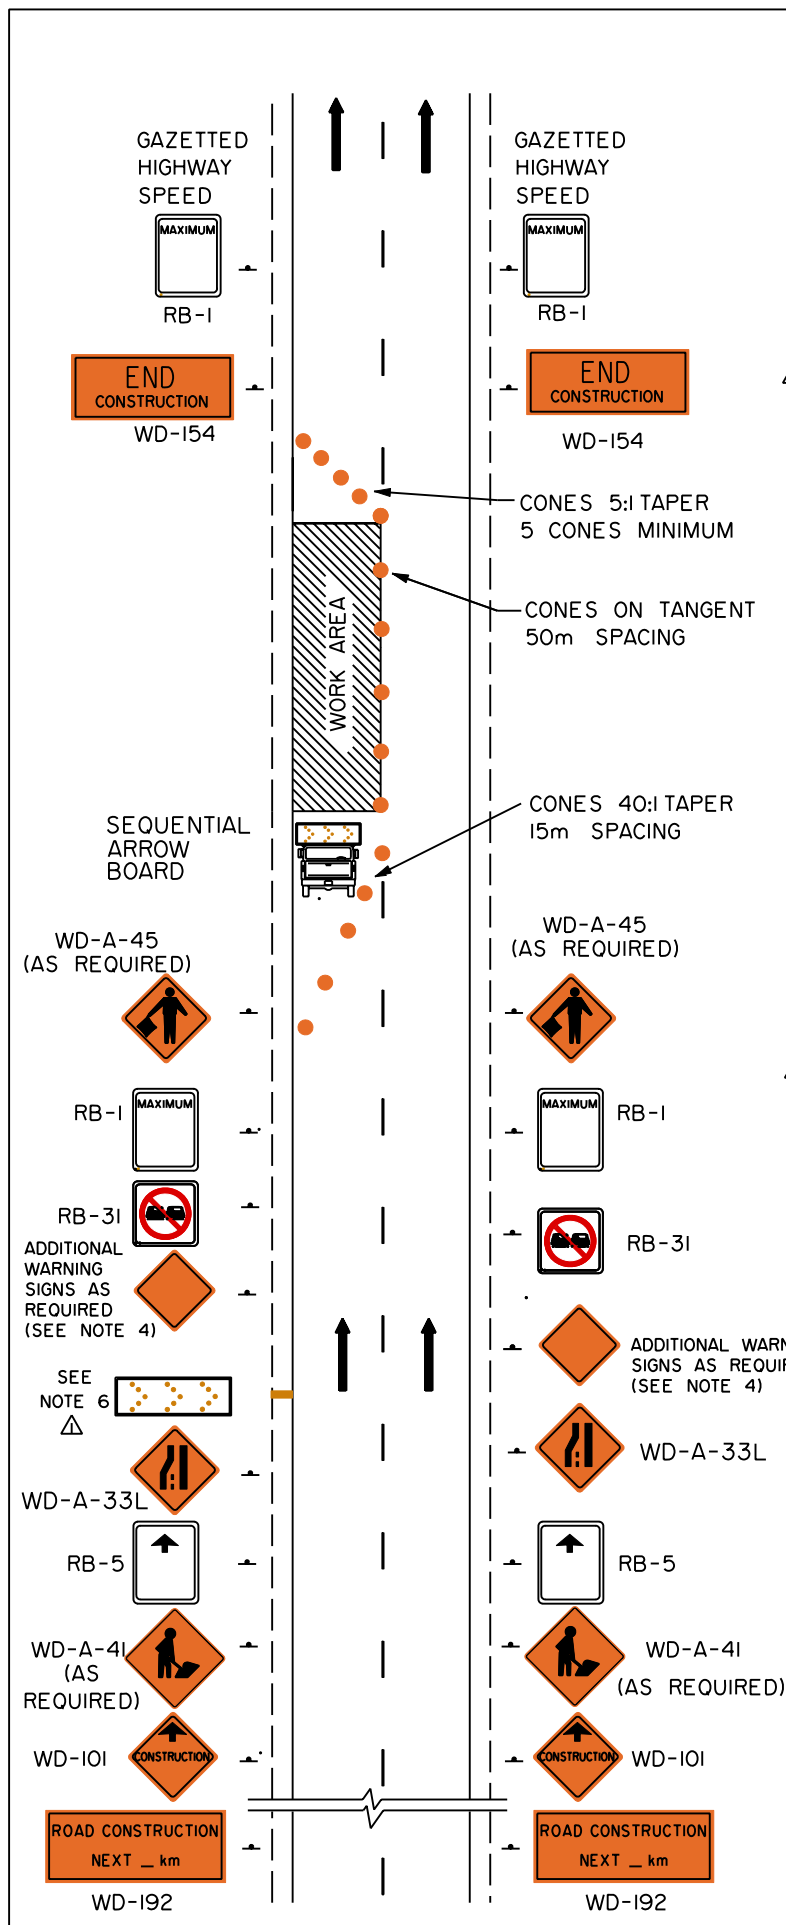 GAZETTED
HIGHWAY
SPEED
MAXIMUM
RB-1
GAZETTED
HIGHWAY
SPEED
MAXIMUM
RB-1
END
CONSTRUCTION
WD-154
END
CONSTRUCTION
WD-154
CONES 5:1 TAPER
5 CONES MINIMUM
CONES ON TANGENT
50m SPACING
WORK AREA
CONES 40:1 TAPER
15m SPACING
SEQUENTIAL
ARROW
BOARD
WD-A-45
(AS REQUIRED)
WD-A-45
(AS REQUIRED)
RB-1
MAXIMUM
MAXIMUM
RB-1
RB-31
RB-31
ADDITIONAL
WARNING
SIGNS AS
REQUIRED
(SEE NOTE 4)
ADDITIONAL WARN
SIGNS AS REQUIR
(SEE NOTE 4)
SEE
NOTE 6
1
WD-A-33L
WD-A-33L
RB-5
RB-5
WD-A-41
(AS
REQUIRED)
WD-A-41
(AS REQUIRED)
WD-101
CONSTRUCTION
CONSTRUCTION
WD-101
ROAD CONSTRUCTION
NEXT _ km
WD-192
ROAD CONSTRUCTION
NEXT _ km
WD-192